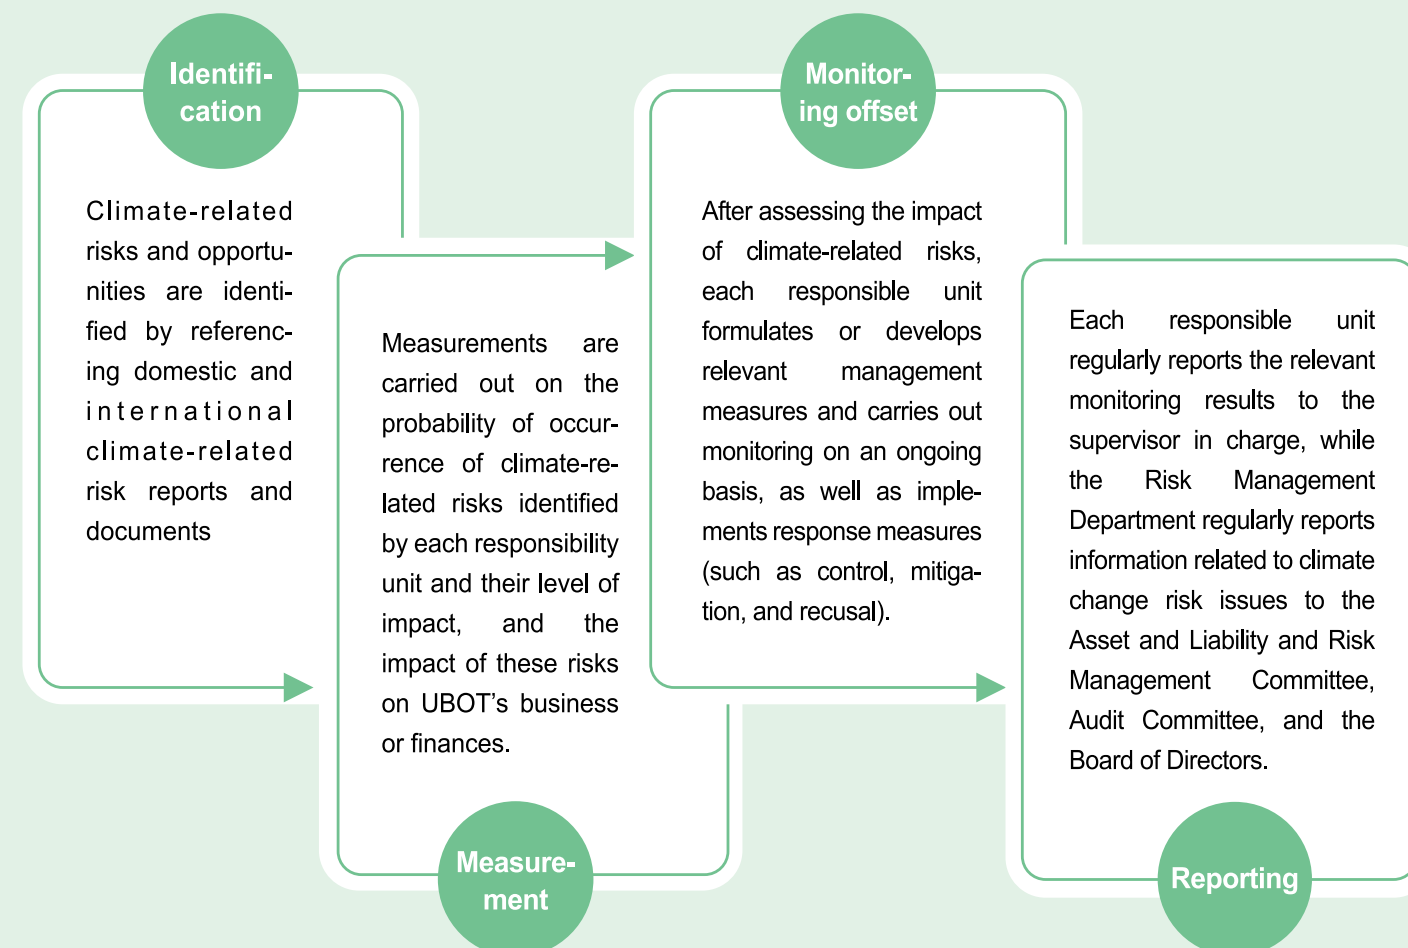 Identifi-
cation
Climate-related
risks and opportu-
nities are identi-
fied by referenc-
ing domestic and
international
climate-related
risk reports and
documents
Measurements are
carried out on the
probability of occur-
rence of climate-re-
lated risks identified
by each responsibility
unit and their level of
impact, and the
impact of these risks
on UBOT’s business
or finances.
Measure-
ment
Monitor-
ing offset
After assessing the impact
of climate-related risks,
each responsible unit
formulates or develops
relevant management
measures and carries out
monitoring on an ongoing
basis, as well as imple-
ments response measures
(such as control, mitiga-
tion, and recusal).
Each responsible unit
regularly reports the relevant
monitoring results to the
supervisor in charge, while
the Risk Management
Department regularly reports
information related to climate
change risk issues to the
Asset and Liability and Risk
Management Committee,
Audit Committee, and the
Board of Directors.
Reporting